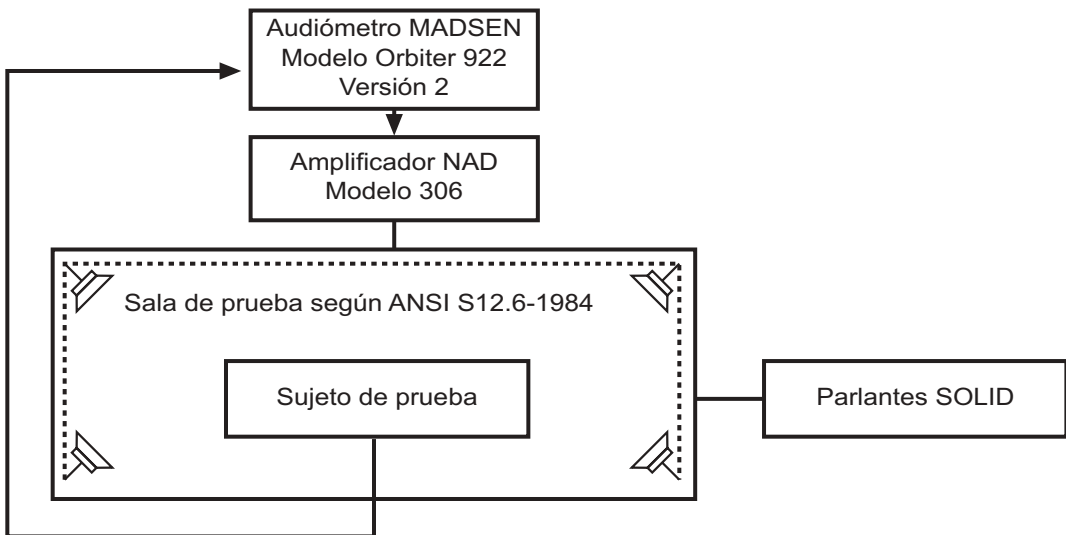 Audiómetro MADSEN
Modelo Orbiter 922
Versión 2
Amplificador NAD
Modelo 306
Sala de prueba según ANSI S12.6-1984
Sujeto de prueba
Parlantes SOLID